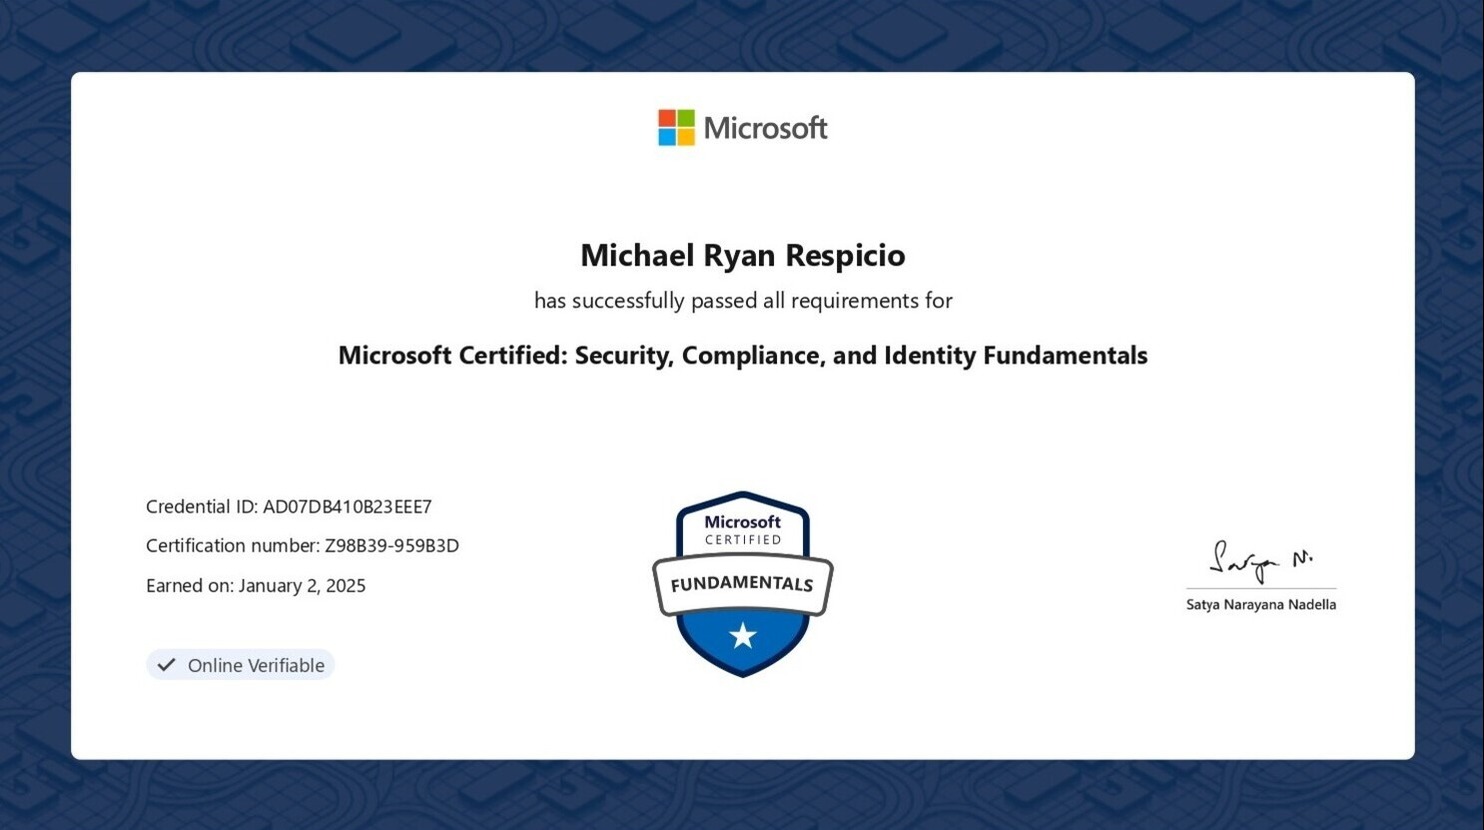 Microsoft
Michael Ryan Respicio
has successfully passed all requirements for
Microsoft Certified: Security, Compliance, and Identity Fundamentals
Credential ID: AD07DB410B23EEE7
Certification number: Z98B39-959B3D
Earned on: January 2, 2025
Online Verifiable
Microsoft
CERTIFIED
FUNDAMENTALS
Satya N.
Satya Narayana Nadella